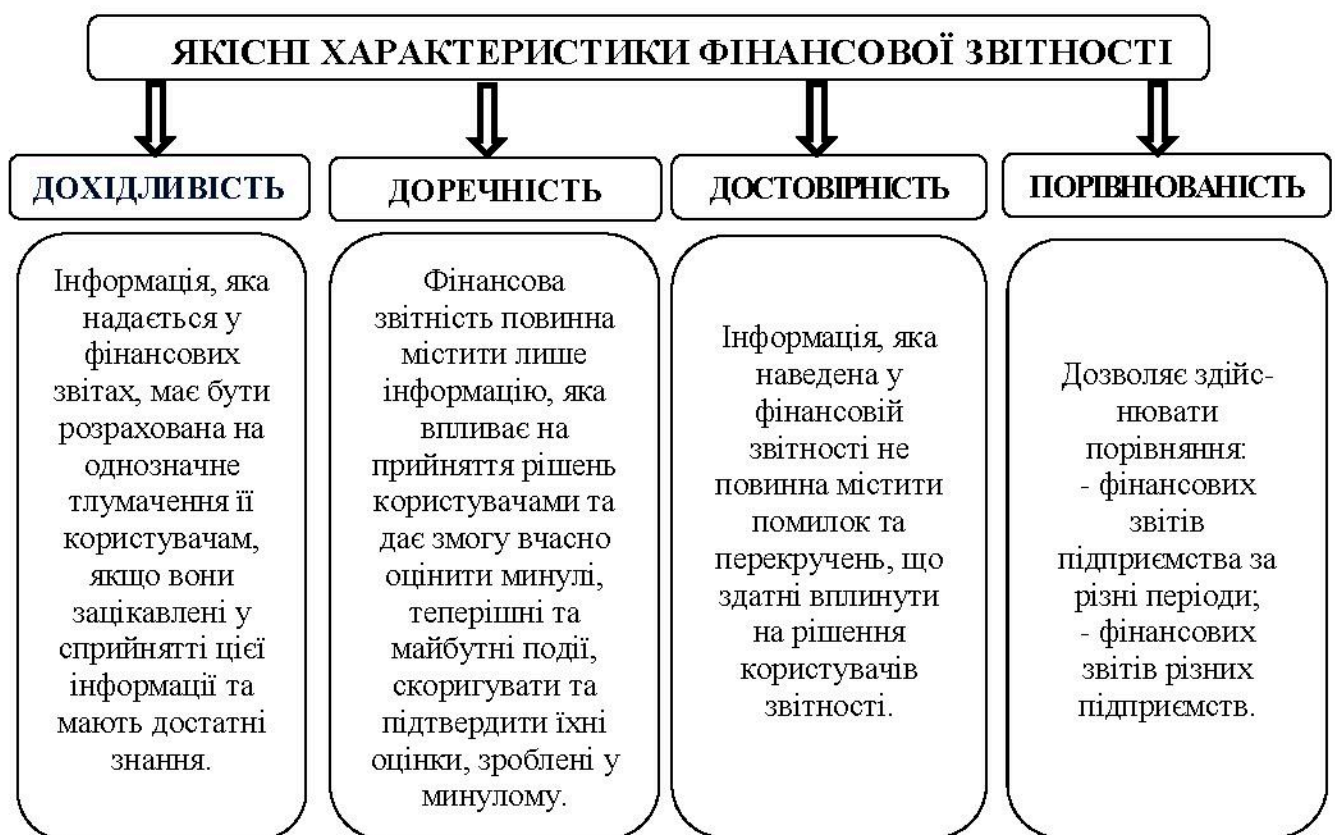 ЯКІСНІ ХАРАКТЕРИСТИКИ ФІНАНСОВОЇ ЗВІТНОСТІ
ДОХІДЛИВІСТЬ
Інформація, яка
надається у
фінансових
звітах, має бути
розрахована на
однозначне
тлумачення її
користувачам,
якщо вони
зацікавлені у
сприйнятті цієї
інформації та
мають достатні
знання.
ДОРЕЧНІСТЬ
Фінансова
звітність повинна
містити лише
інформацію, яка
впливає на
прийняття рішень
користувачами та
дає змогу вчасно
оцінити минулі,
теперішні та
майбутні події,
скоригувати та
підтвердити їхні
оцінки, зроблені у
минулому.
ДОСТОВІРНІСТЬ
Інформація, яка
наведена у
фінансовій
звітності не
повинна містити
помилок та
перекручень, що
здатні вплинути
на рішення
користувачів
звітності.
ПОРІВНЮВАНІСТЬ
Дозволяє здійс-
нювати
порівняння:
- фінансових
звітів
підприємства за
різні періоди;
- фінансових
звітів різних
підприємств.